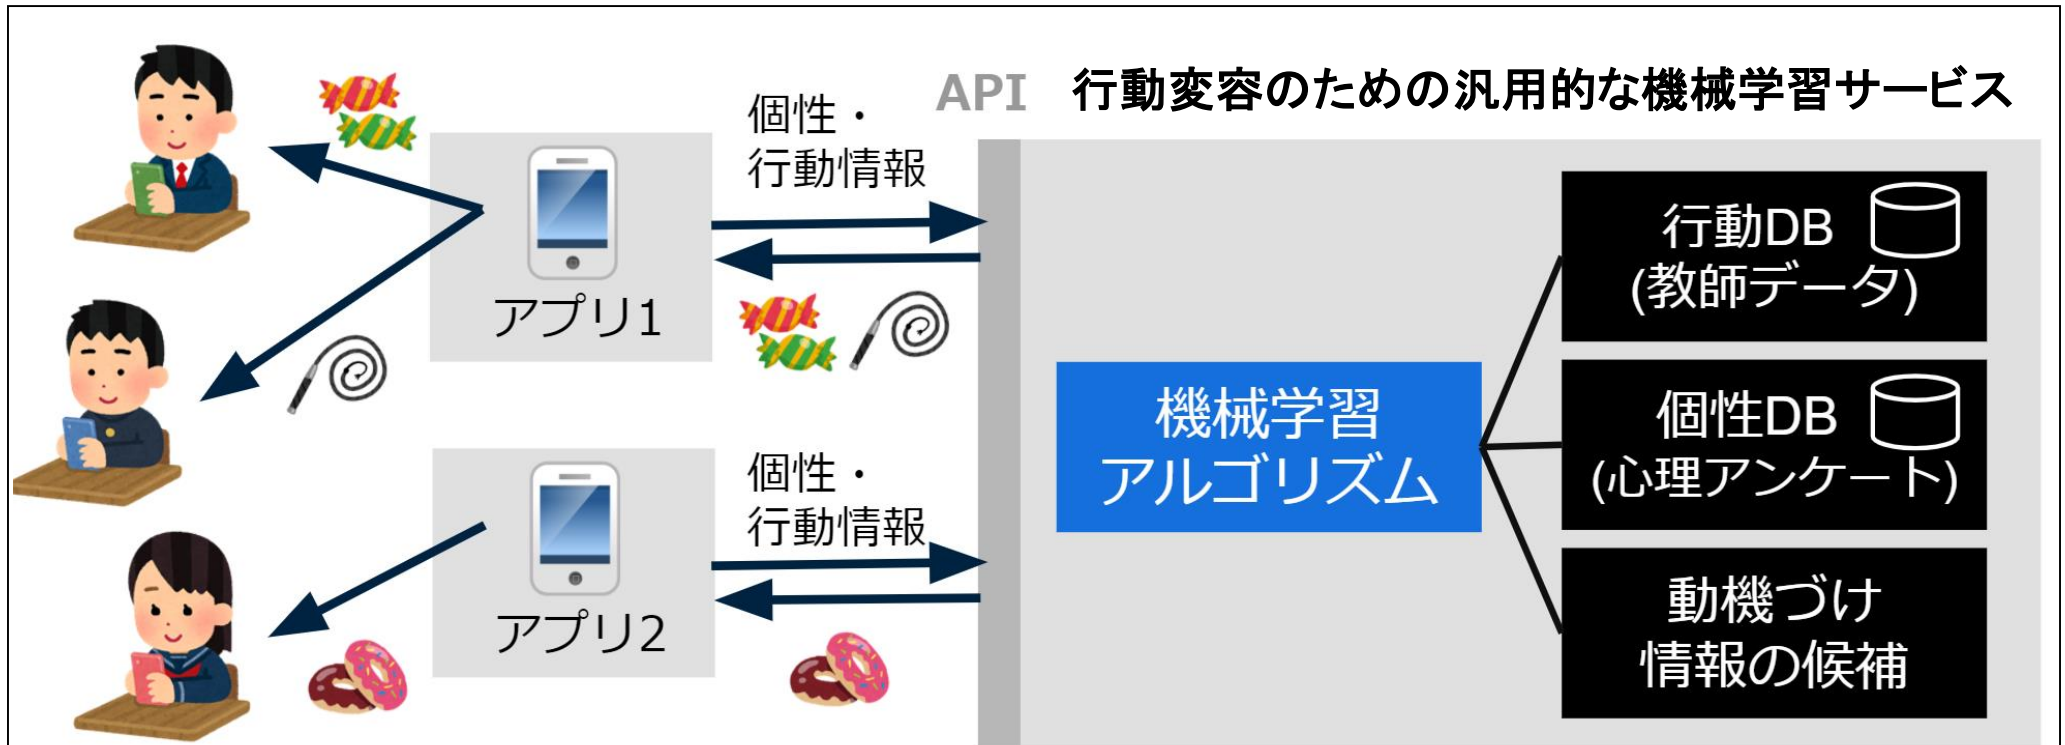 API
行動変容のための汎用的な機械学習サービス
個性・
行動情報
アプリ1
個性・
行動情報
アプリ2
機械学習
アルゴリズム
行動DB
(教師データ)
個性DB
(心理アンケート)
動機づけ
情報の候補